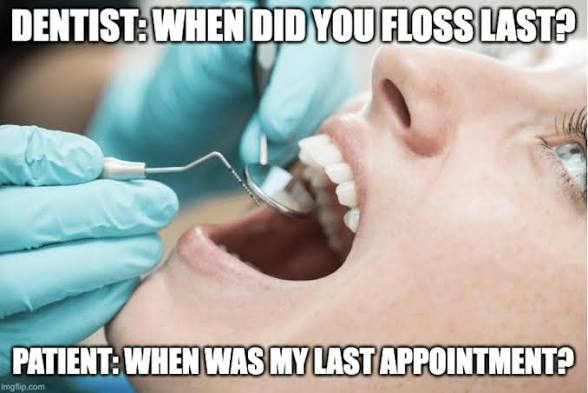 DENTIST: WHEN DID YOU FLOSS LAST?
PATIENT: WHEN WAS MY LAST APPOINTMENT?
imgflip.com